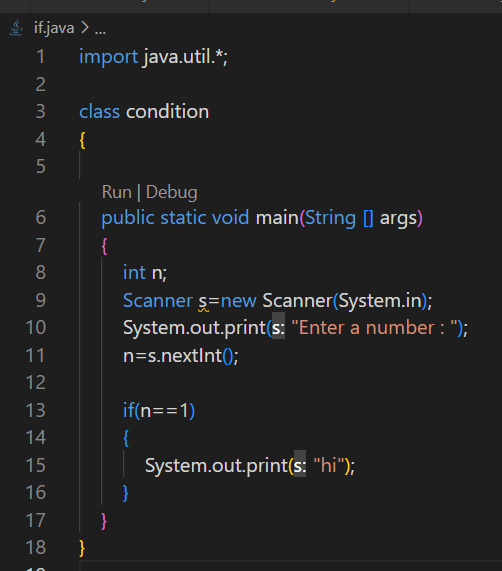 if.java > ...
1 import java.util.*;
2
3 class condition
4 {
5
Run | Debug
6 public static void main(String [] args)
7 {
8 int n;
9 Scanner s=new Scanner(System.in);
10 System.out.print(s: "Enter a number : ");
11 n=s.nextInt();
12
13 if(n==1)
14 {
15 System.out.print(s: "hi");
16 }
17 }
18 }